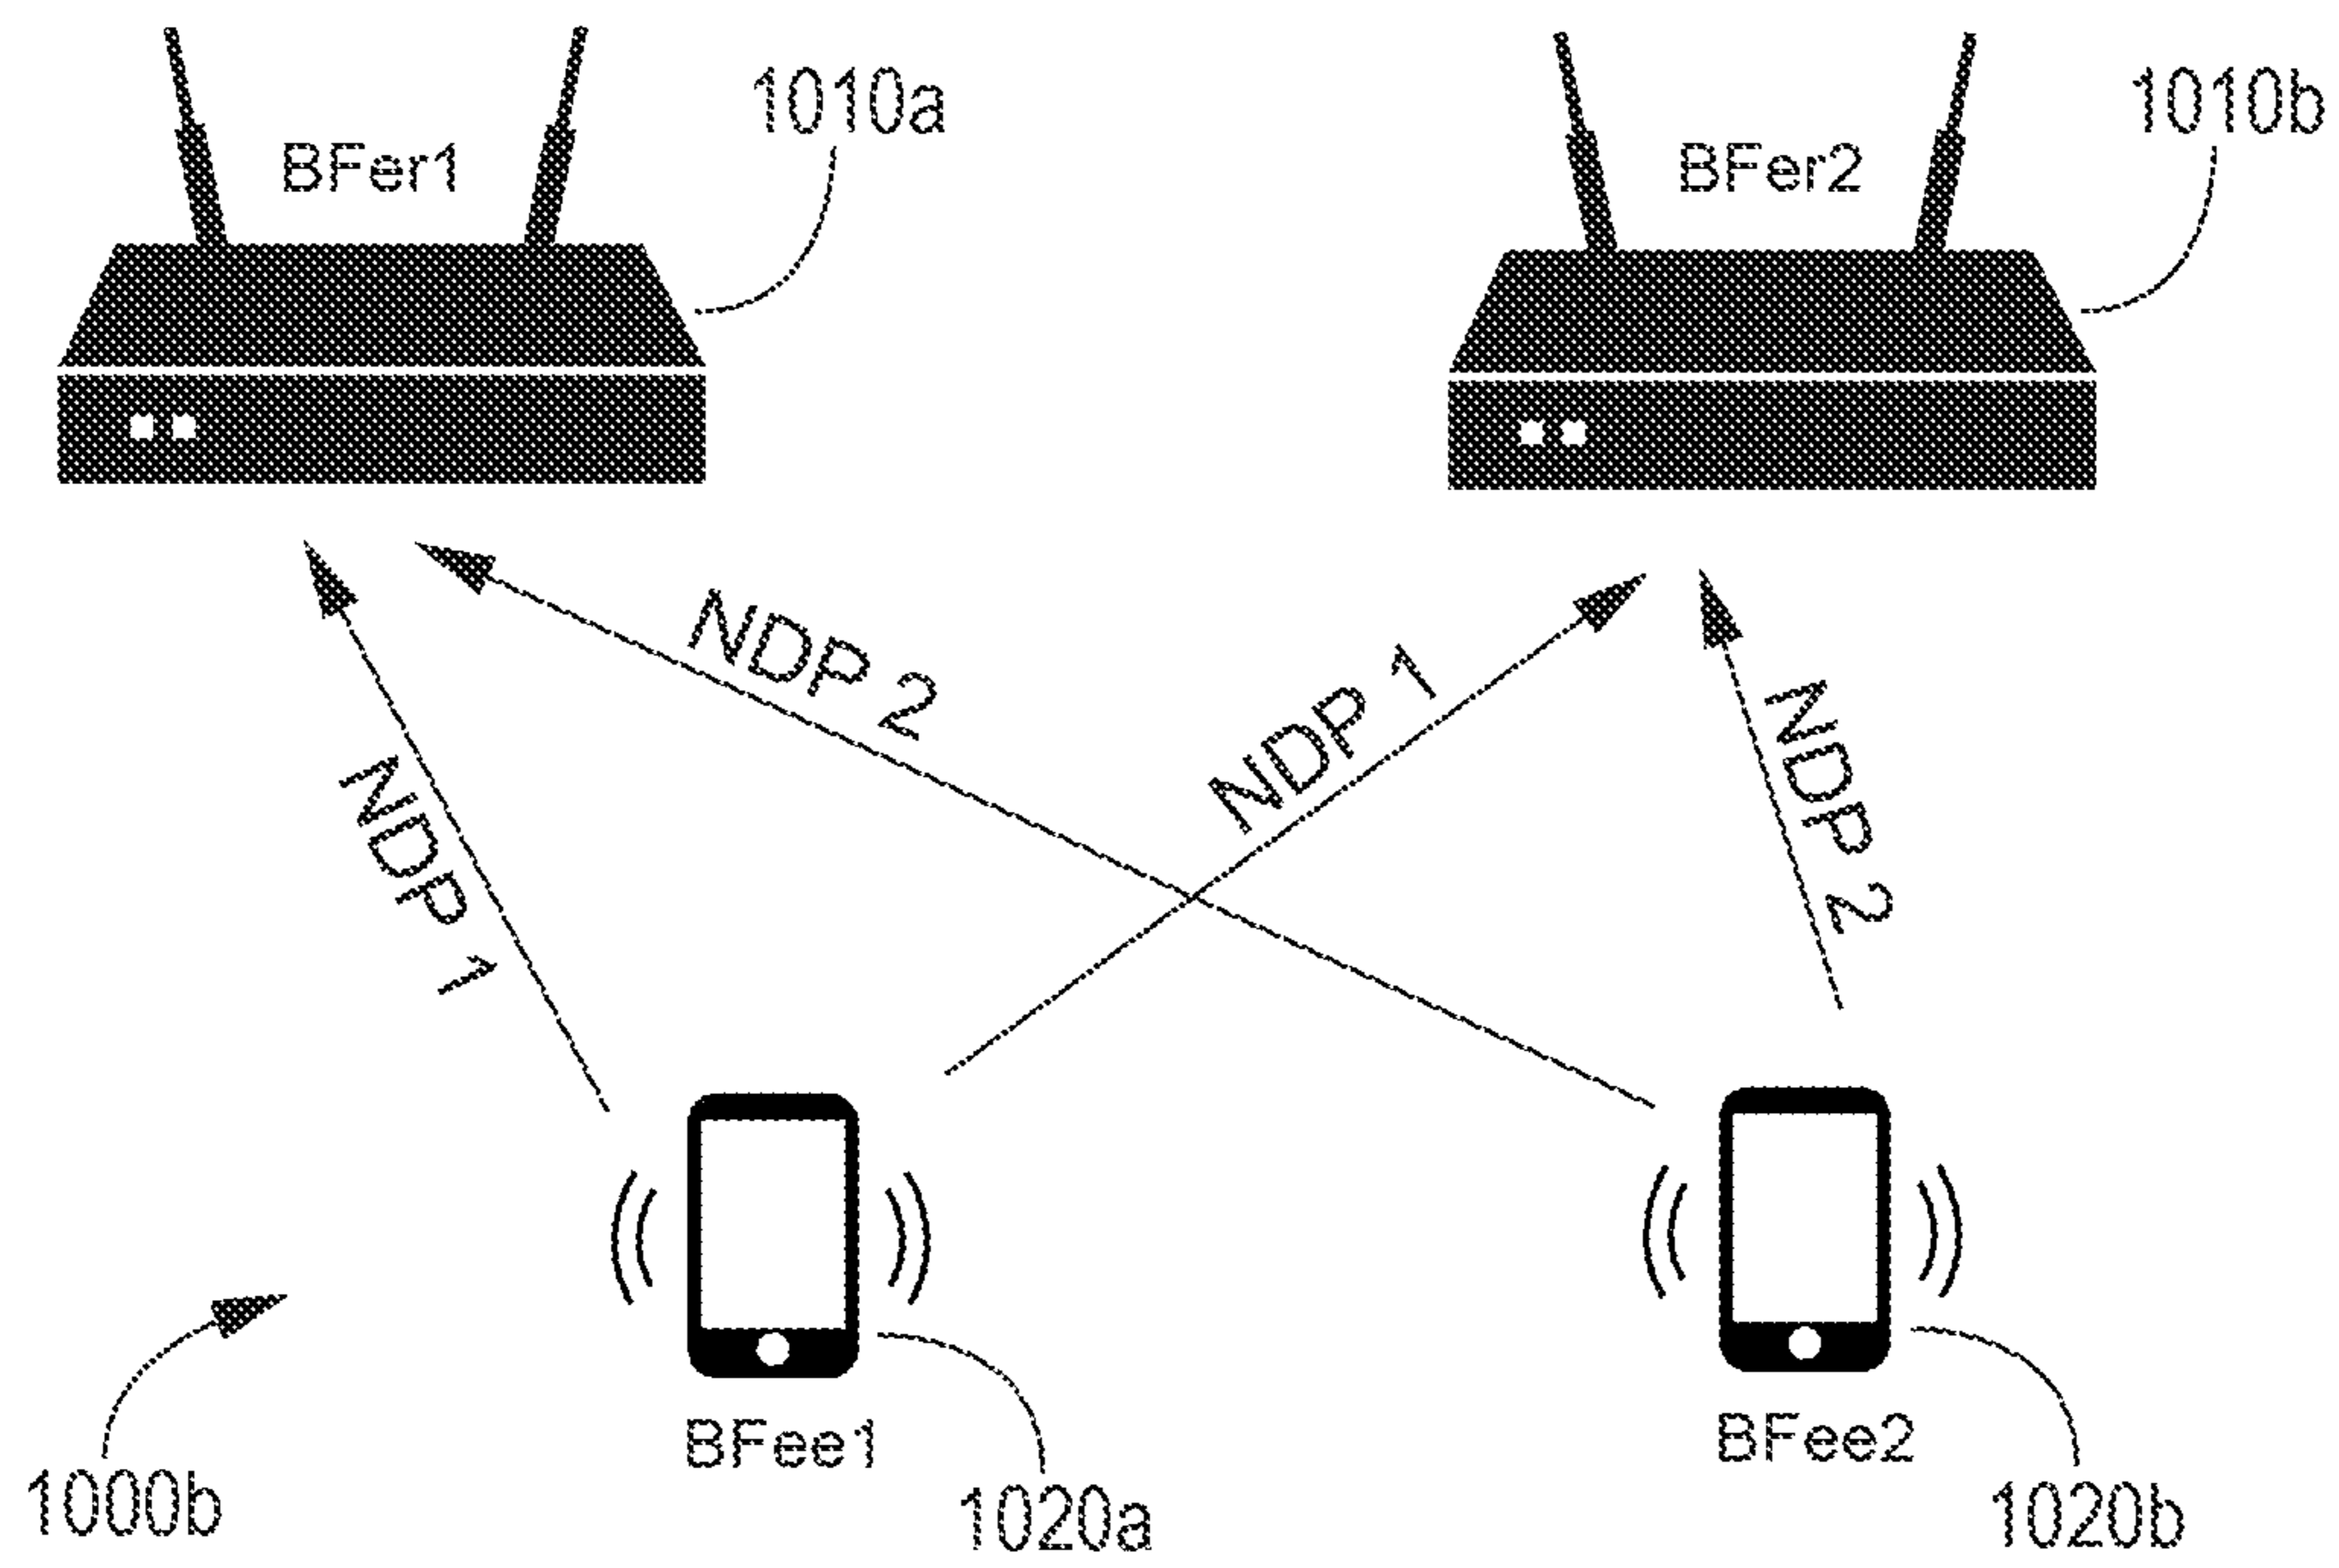 1010a
1010b
BFer1
BFer2
NDP 2
NDP 1
NDP 1
NDP 2
BFee1
BFee2
1000b
1020a
1020b